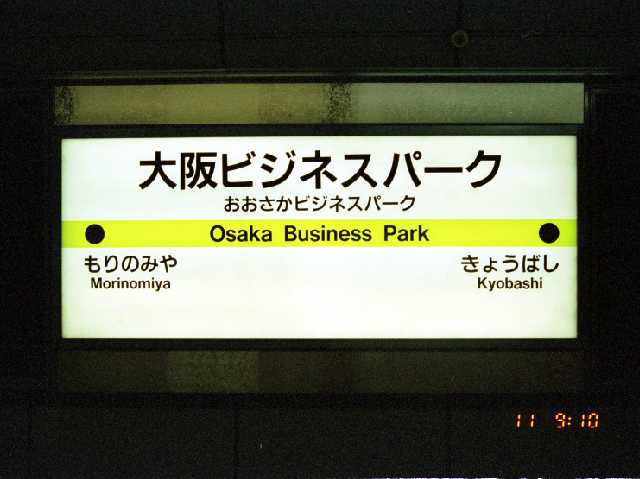 大阪ビジネスパーク
おおさかビジネスパーク
Osaka Business Park
もりのみや
Morinomiya
きょうばし
Kyobashi
11 9:10